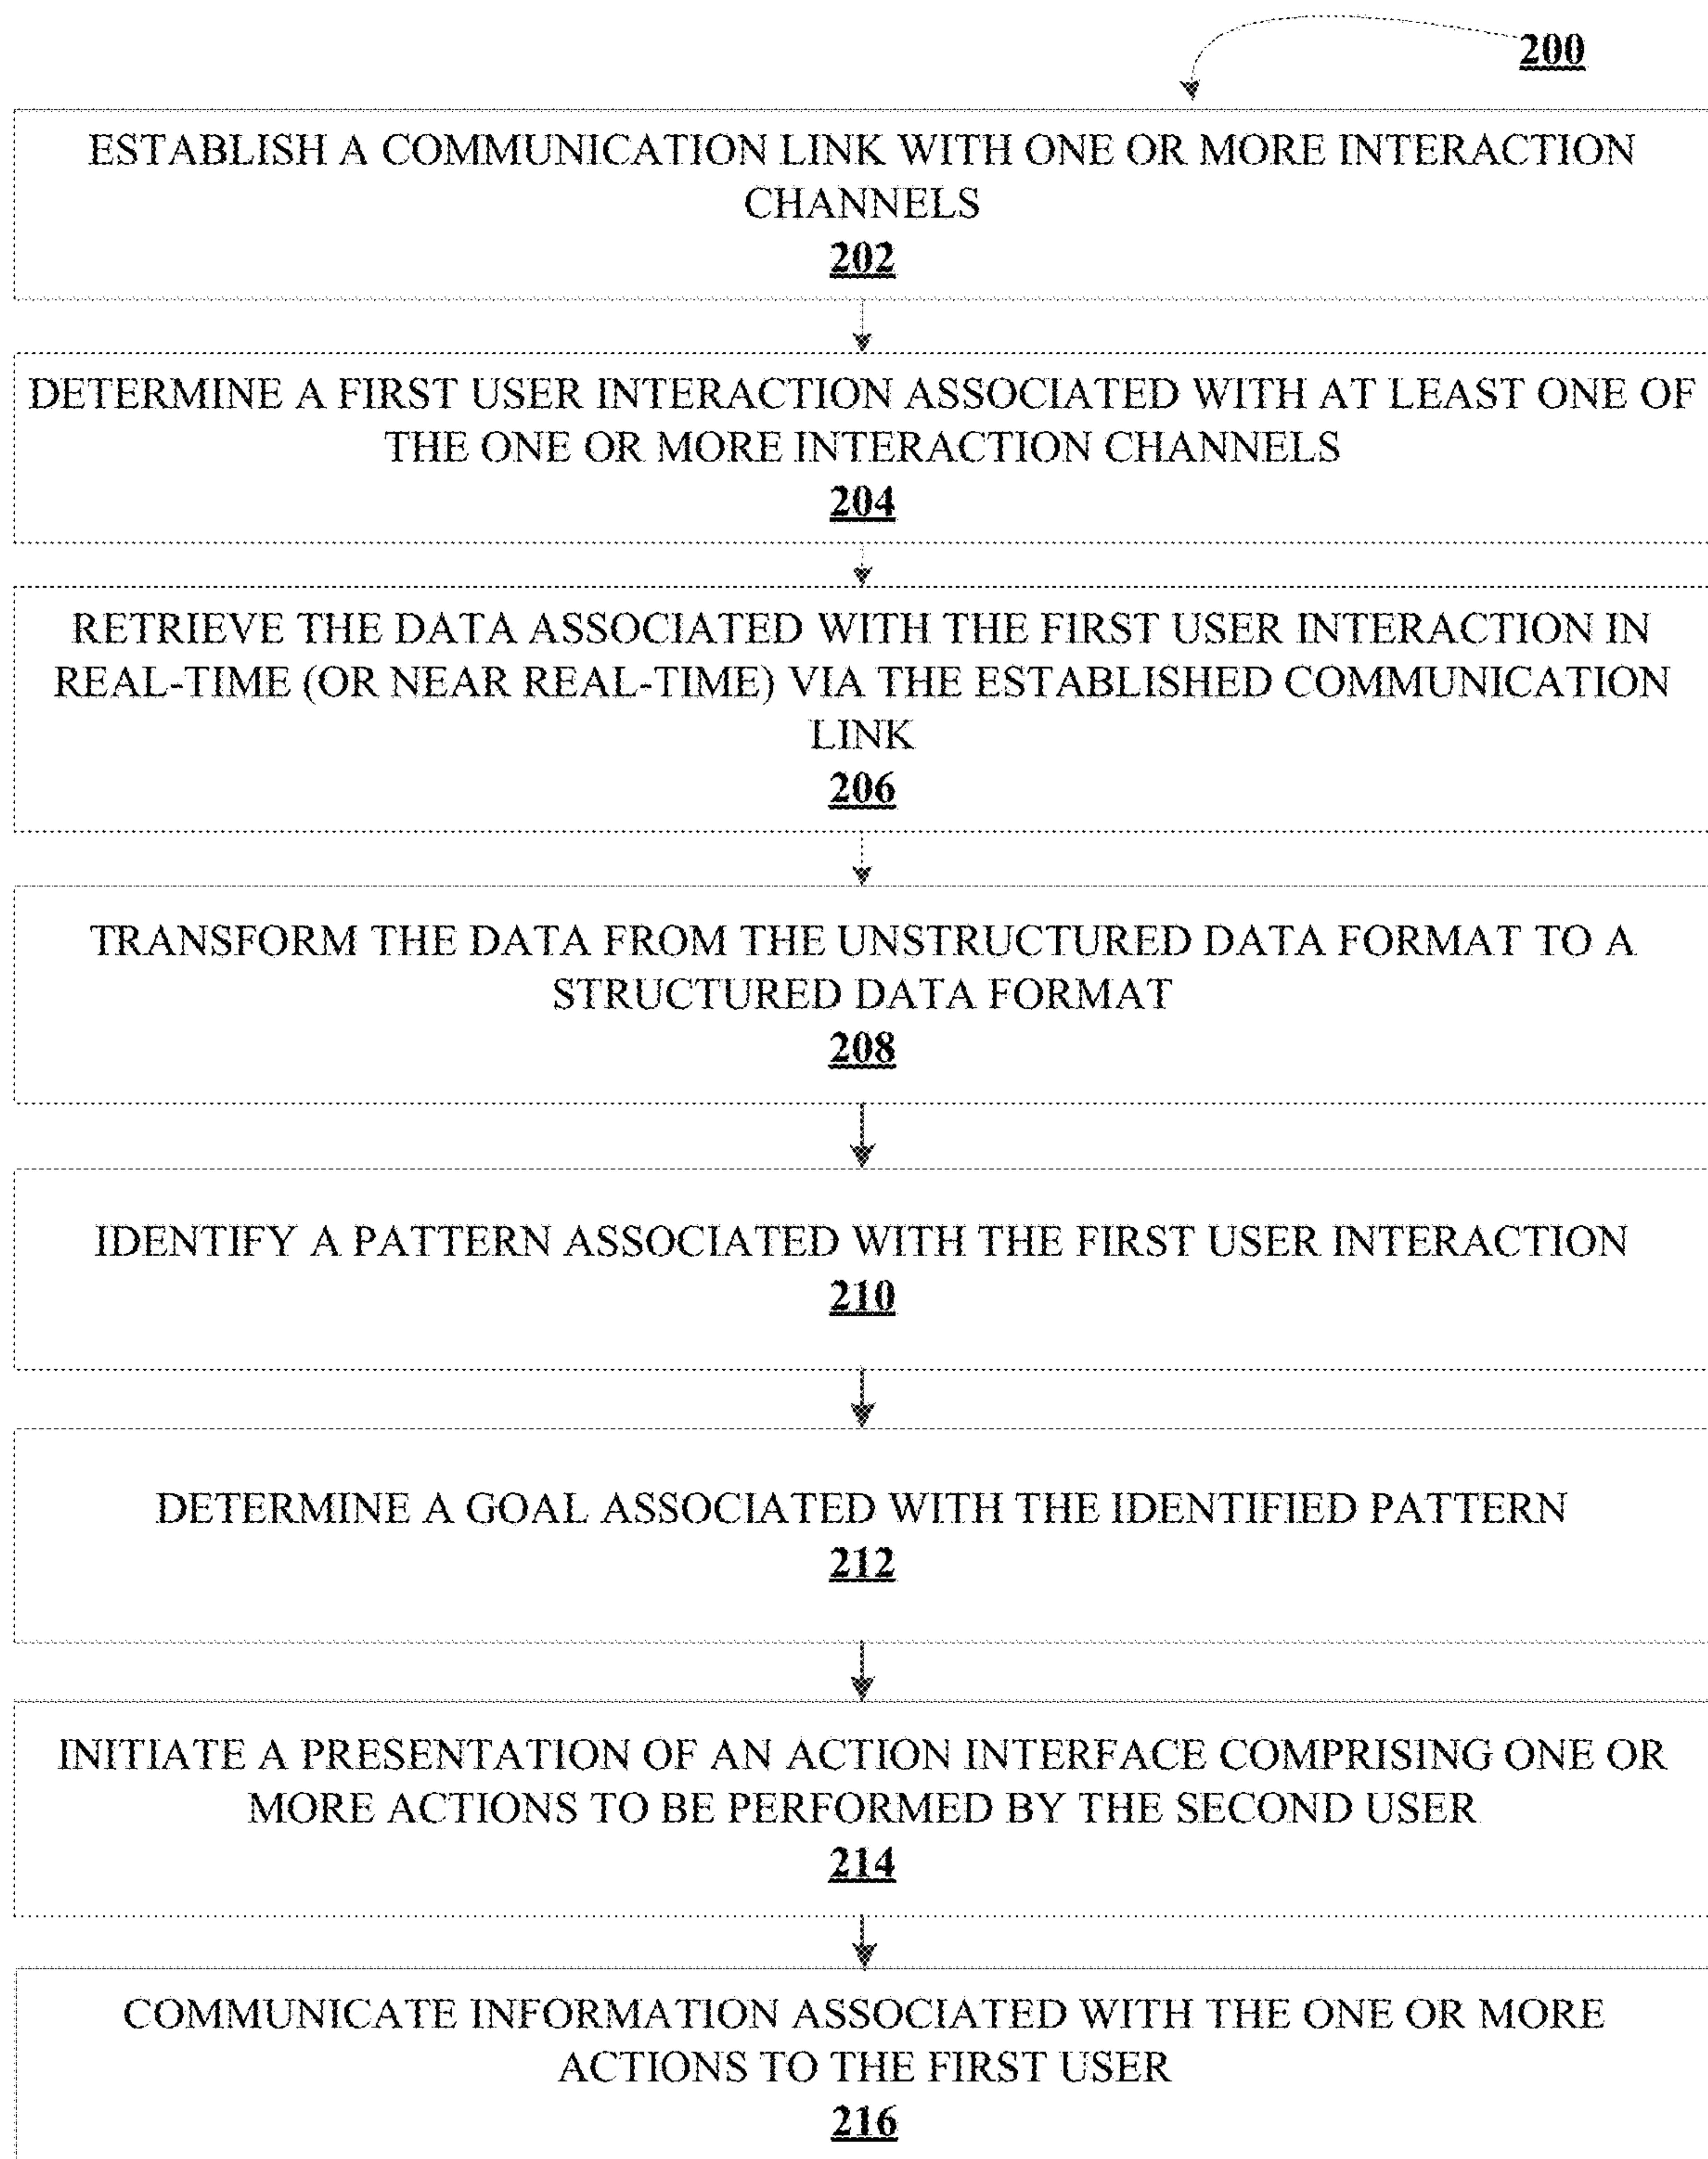 200
ESTABLISH A COMMUNICATION LINK WITH ONE OR MORE INTERACTION
CHANNELS
202
DETERMINE A FIRST USER INTERACTION ASSOCIATED WITH AT LEAST ONE OF
THE ONE OR MORE INTERACTION CHANNELS
204
RETRIEVE THE DATA ASSOCIATED WITH THE FIRST USER INTERACTION IN
REAL-TIME (OR NEAR REAL-TIME) VIA THE ESTABLISHED COMMUNICATION
LINK
206
TRANSFORM THE DATA FROM THE UNSTRUCTURED DATA FORMAT TO A
STRUCTURED DATA FORMAT
208
IDENTIFY A PATTERN ASSOCIATED WITH THE FIRST USER INTERACTION
210
DETERMINE A GOAL ASSOCIATED WITH THE IDENTIFIED PATTERN
212
INITIATE A PRESENTATION OF AN ACTION INTERFACE COMPRISING ONE OR
MORE ACTIONS TO BE PERFORMED BY THE SECOND USER
214
COMMUNICATE INFORMATION ASSOCIATED WITH THE ONE OR MORE
ACTIONS TO THE FIRST USER
216